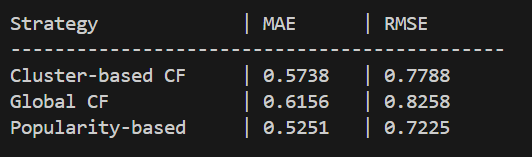 Strategy | MAE | RMSE
---------------------------------------------
Cluster-based CF | 0.5738 | 0.7788
Global CF | 0.6156 | 0.8258
Popularity-based | 0.5251 | 0.7225